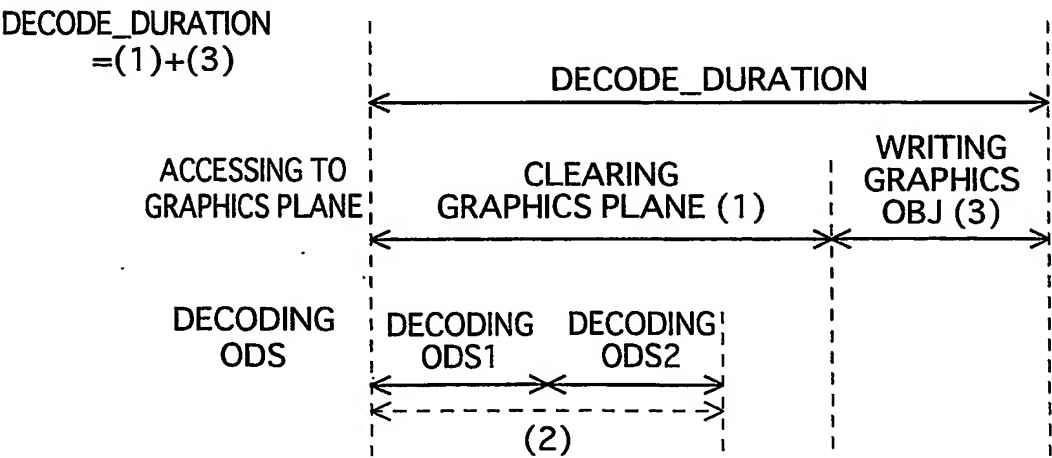 DECODE_DURATION
=(1)+(3)
DECODE_DURATION
ACCESSING TO
GRAPHICS PLANE
CLEARING
GRAPHICS PLANE (1)
WRITING
GRAPHICS
OBJ (3)
DECODING
ODS
DECODING
ODS1
DECODING
ODS2
(2)